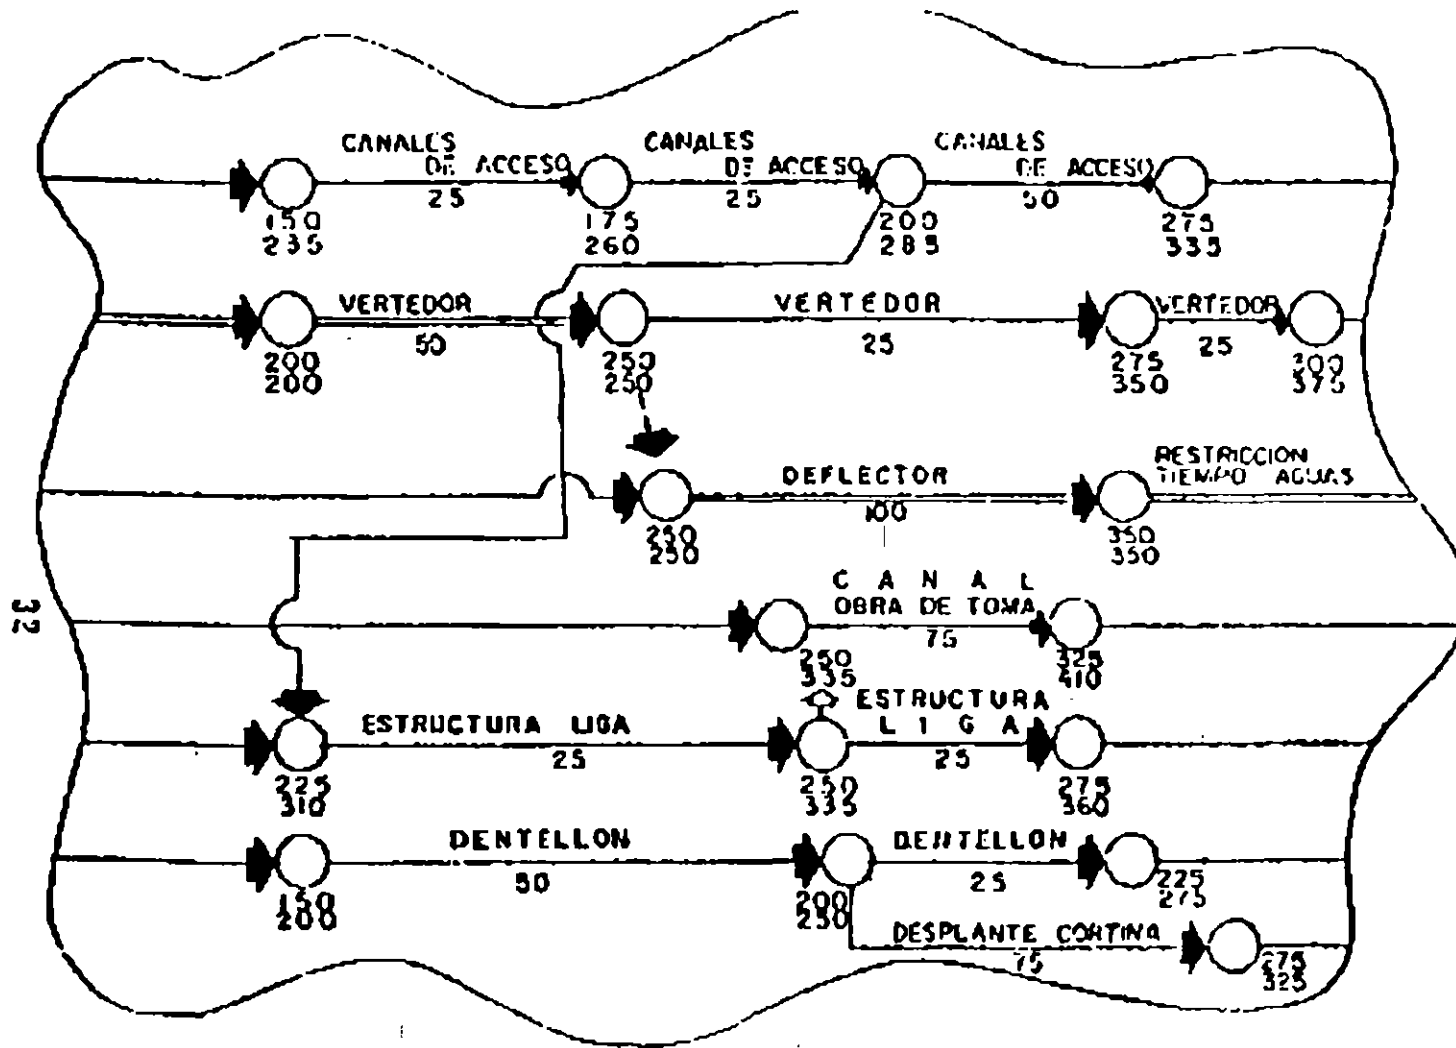 CANALES
DE ACCESO
25
CANALES
DE ACCESO
25
CANALES
DE ACCESO
50
150
235
175
260
200
285
275
335
VERTEDOR
50
VERTEDOR
25
VERTEDOR
25
200
200
250
250
275
350
300
375
DEFLECTOR
100
RESTRICCION
TIEMPO AGUAS
250
250
350
350
CANAL
OBRA DE TOMA
75
250
335
325
410
32
ESTRUCTURA LIGA
25
ESTRUCTURA
LIGA
25
225
310
250
335
275
360
DENTELLON
50
DENTELLON
25
150
200
200
250
225
275
DESPLANTE CORTINA
75
275
325